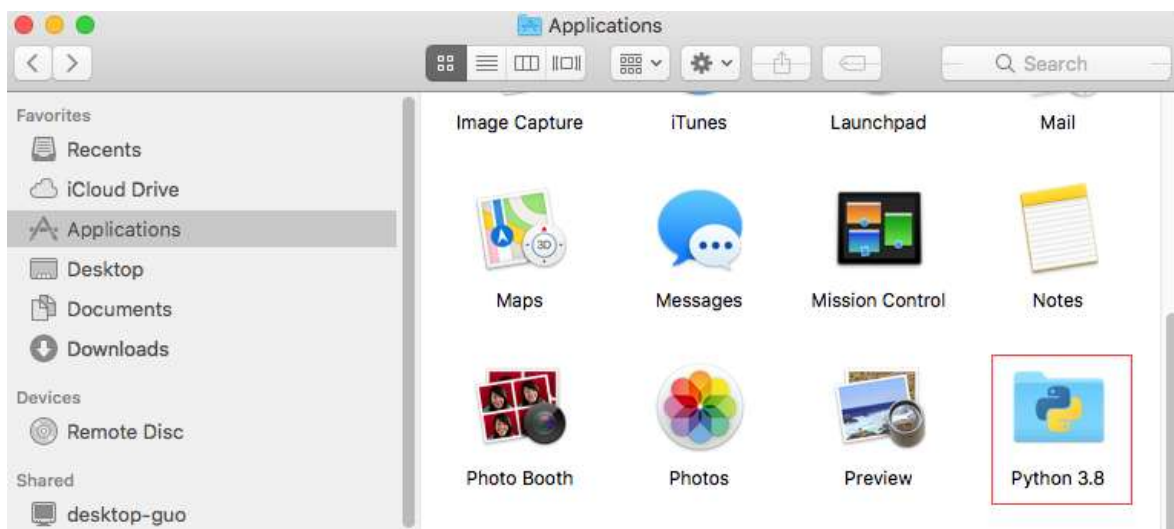 Applications
Search
Favorites
Recents
iCloud Drive
Applications
Desktop
Documents
Downloads
Devices
Remote Disc
Shared
desktop-guo
Image Capture
iTunes
Launchpad
Mail
3D
Maps
Messages
Mission Control
Notes
Photo Booth
Photos
Preview
Python 3.8